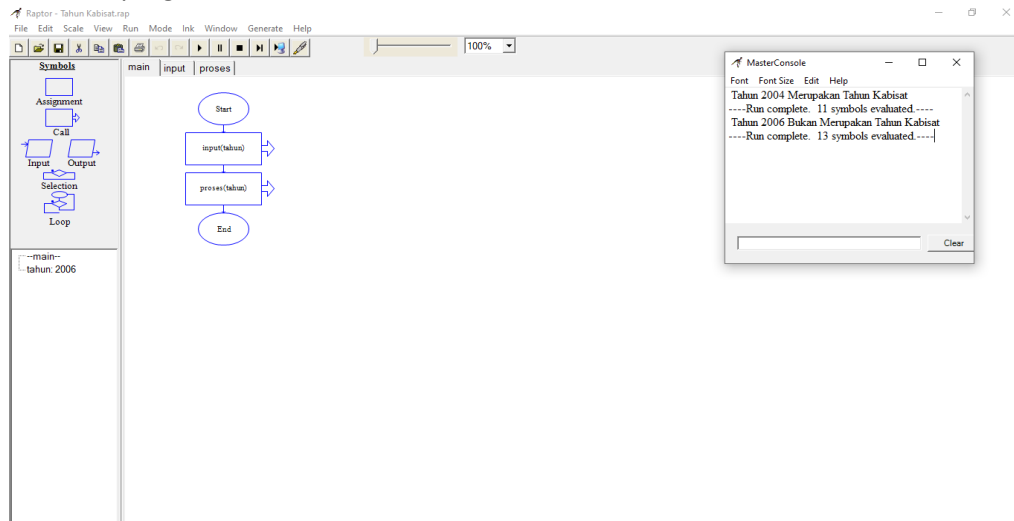 Raptor - Tahun Kabisat.rap
File Edit Scale View Run Mode Ink Window Generate Help
100%
Symbols
Assignment
Call
Input Output
Selection
Loop
--main--
tahun: 2006
main input proses
Start
input(tahun)
proses(tahun)
End
MasterConsole
Font Font Size Edit Help
Tahun 2004 Merupakan Tahun Kabisat
----Run complete. 11 symbols evaluated.----
Tahun 2006 Bukan Merupakan Tahun Kabisat
----Run complete. 13 symbols evaluated.----
Clear